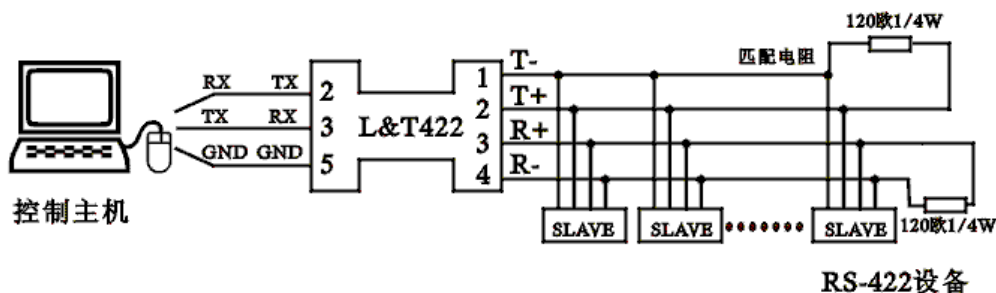 120欧1/4W
匹配电阻
T-
1
RX TX
2
T+
2
TX RX
3
L&T422
R+
3
GND GND
5
R-
4
控制主机
SLAVE SLAVE SLAVE
120欧1/4W
RS-422设备